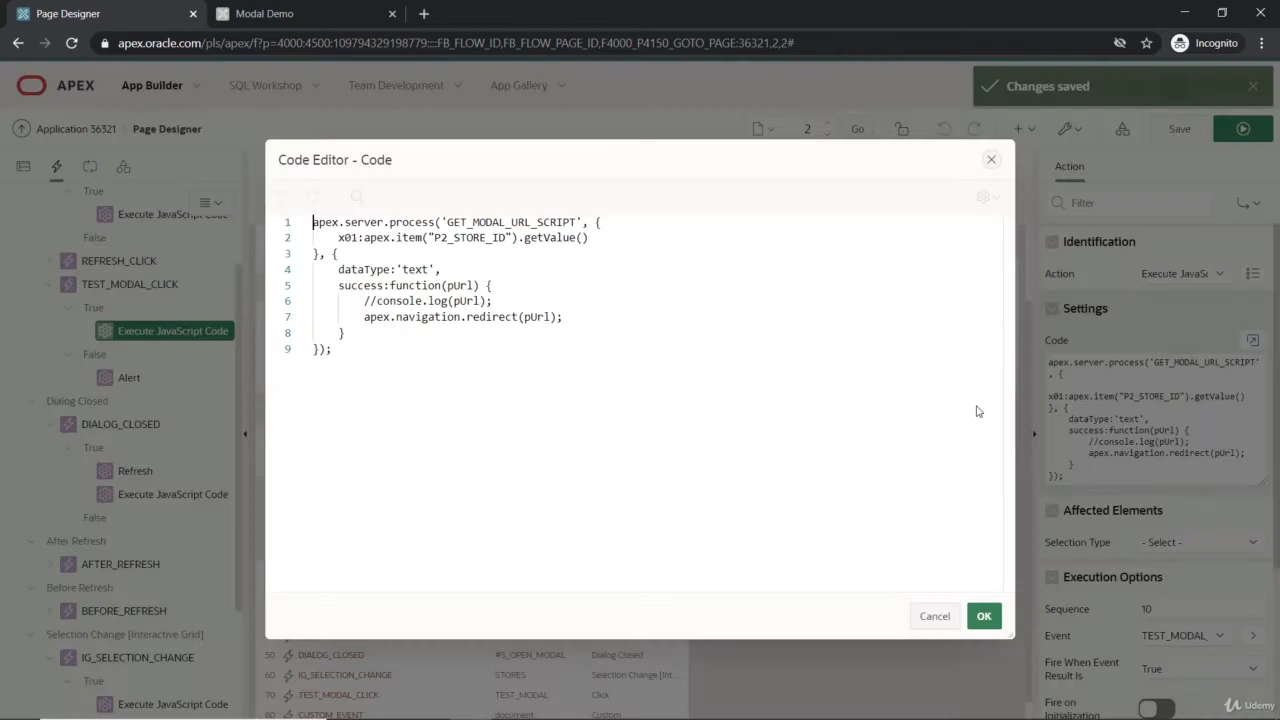 Page Designer
Modal Demo
apex.oracle.com/pls/apex/f?p=4000:4500:109794329198779::::FB_FLOW_ID,FB_FLOW_PAGE_ID,F4000_P4150_GOTO_PAGE:36321,2,2#
Incognito
APEX
App Builder
SQL Workshop
Team Development
App Gallery
Changes saved
Application 36321
Page Designer
2
Go
Save
True
Execute JavaScript Code
False
REFRESH_CLICK
TEST_MODAL_CLICK
True
Execute JavaScript Code
False
Alert
Dialog Closed
DIALOG_CLOSED
True
Refresh
Execute JavaScript Code
False
After Refresh
AFTER_REFRESH
Before Refresh
BEFORE_REFRESH
Selection Change [Interactive Grid]
IG_SELECTION_CHANGE
True
Execute JavaScript Code
Code Editor - Code
1 apex.server.process('GET_MODAL_URL_SCRIPT', {
2 x01:apex.item("P2_STORE_ID").getValue()
3 }, {
4 dataType:'text',
5 success:function(pUrl) {
6 //console.log(pUrl);
7 apex.navigation.redirect(pUrl);
8 }
9 });
Cancel
OK
50 DIALOG_CLOSED #S_OPEN_MODAL Dialog Closed
60 IG_SELECTION_CHANGE STORES Selection Change [Int...
70 TEST_MODAL_CLICK TEST_MODAL Click
80 CUSTOM_EVENT document Custom
Action
Filter
Identification
Action Execute JavaSc
Settings
Code
apex.server.process('GET_MODAL_URL_SCRIPT'
, {
x01:apex.item("P2_STORE_ID").getValue()
}, {
dataType:'text',
success:function(pUrl) {
//console.log(pUrl);
apex.navigation.redirect(pUrl);
}
});
Affected Elements
Selection Type - Select -
Execution Options
Sequence 10
Event TEST_MODAL_
Fire When Event
Result Is
True
Fire on
Initialization
Udemy